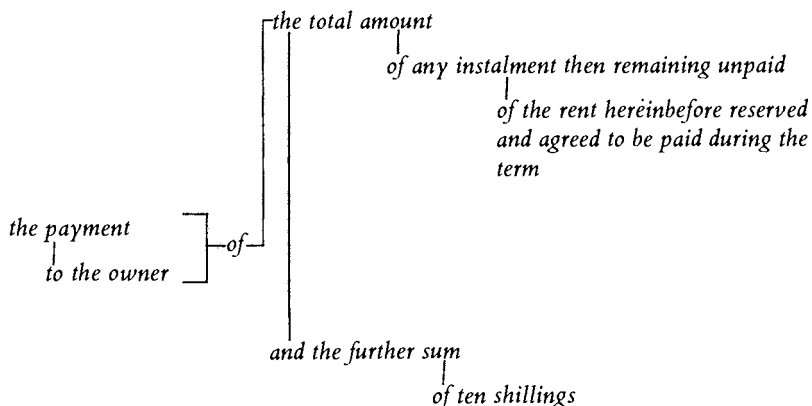 the total amount
of any instalment then remaining unpaid
of the rent hereinbefore reserved
and agreed to be paid during the
term
the payment
of
to the owner
and the further sum
of ten shillings